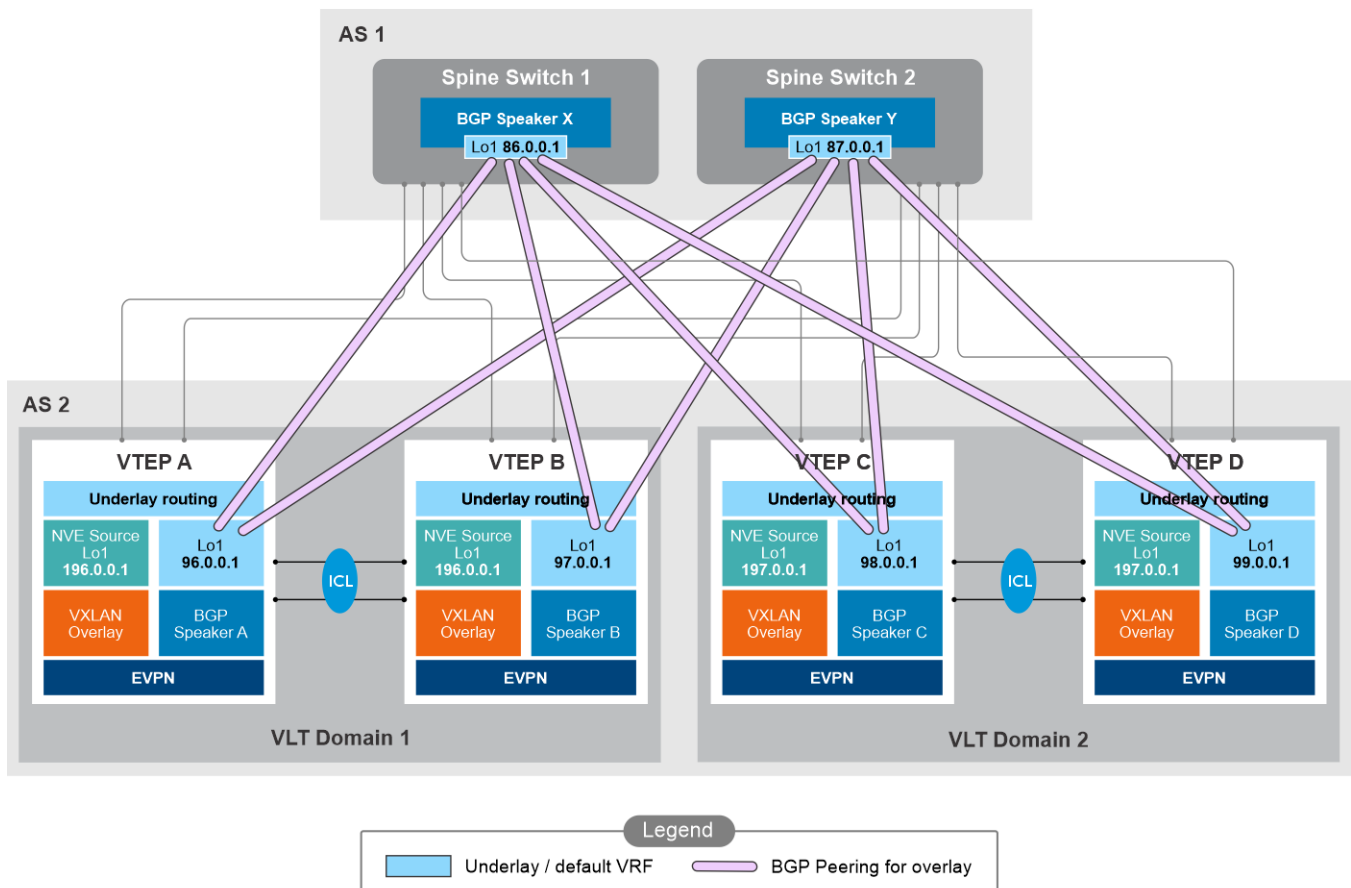 AS 1
Spine Switch 1
BGP Speaker X
Lo1 86.0.0.1
Spine Switch 2
BGP Speaker Y
Lo1 87.0.0.1
AS 2
VTEP A
Underlay routing
NVE Source
Lo1
196.0.0.1
Lo1
96.0.0.1
VXLAN
Overlay
BGP
Speaker A
EVPN
ICL
VTEP B
Underlay routing
NVE Source
Lo1
196.0.0.1
Lo1
97.0.0.1
VXLAN
Overlay
BGP
Speaker B
EVPN
VLT Domain 1
VTEP C
Underlay routing
NVE Source
Lo1
197.0.0.1
Lo1
98.0.0.1
VXLAN
Overlay
BGP
Speaker C
EVPN
ICL
VTEP D
Underlay routing
NVE Source
Lo1
197.0.0.1
Lo1
99.0.0.1
VXLAN
Overlay
BGP
Speaker D
EVPN
VLT Domain 2
Legend
Underlay / default VRF
BGP Peering for overlay